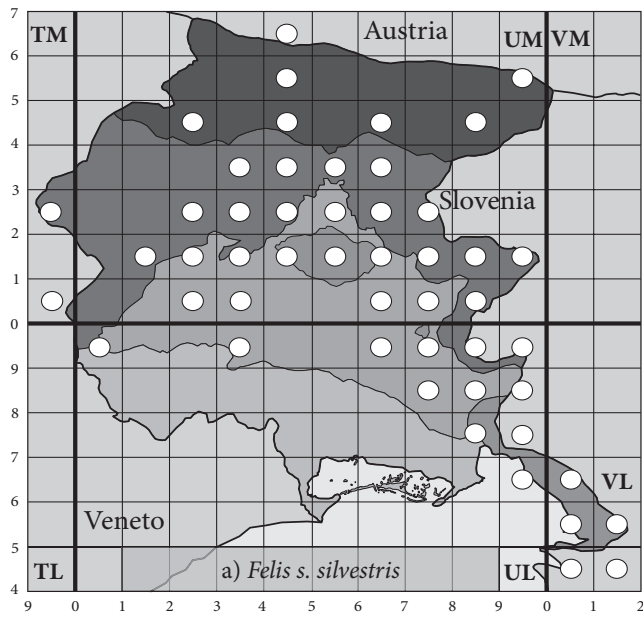 7
TM Austria UM VM
6
5
4
3
Slovenia
2
1
0
9
8
7
VL
6
Veneto
5
TL a) Felis s. silvestris UL
4
9 0 1 2 3 4 5 6 7 8 9 0 1 2